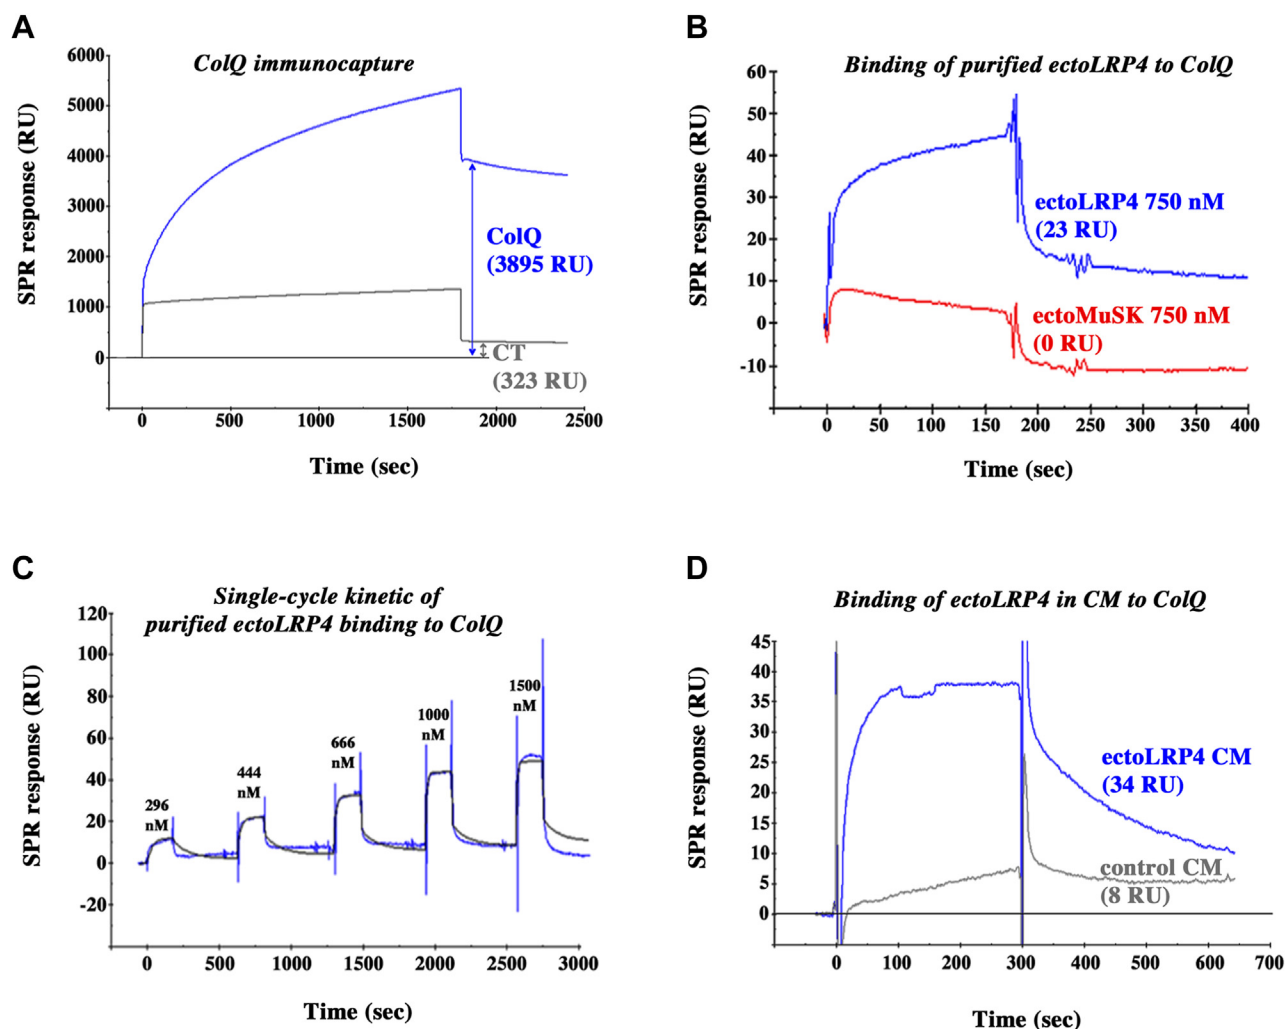 A
ColQ immunocapture
SPR response (RU)
6000
5000
4000
3000
2000
1000
0
ColQ
(3895 RU)
CT
(323 RU)
0
500
1000
1500
2000
2500
Time (sec)
B
Binding of purified ectoLRP4 to ColQ
SPR response (RU)
60
50
40
30
20
10
0
-10
ectoLRP4 750 nM
(23 RU)
ectoMuSK 750 nM
(0 RU)
0
50
100
150
200
250
300
350
400
Time (sec)
C
Single-cycle kinetic of
purified ectoLRP4 binding to ColQ
SPR response (RU)
120
100
80
60
40
20
0
-20
296
nM
444
nM
666
nM
1000
nM
1500
nM
0
500
1000
1500
2000
2500
3000
Time (sec)
D
Binding of ectoLRP4 in CM to ColQ
SPR response (RU)
45
40
35
30
25
20
15
10
5
0
ectoLRP4 CM
(34 RU)
control CM
(8 RU)
0
100
200
300
400
500
600
700
Time (sec)